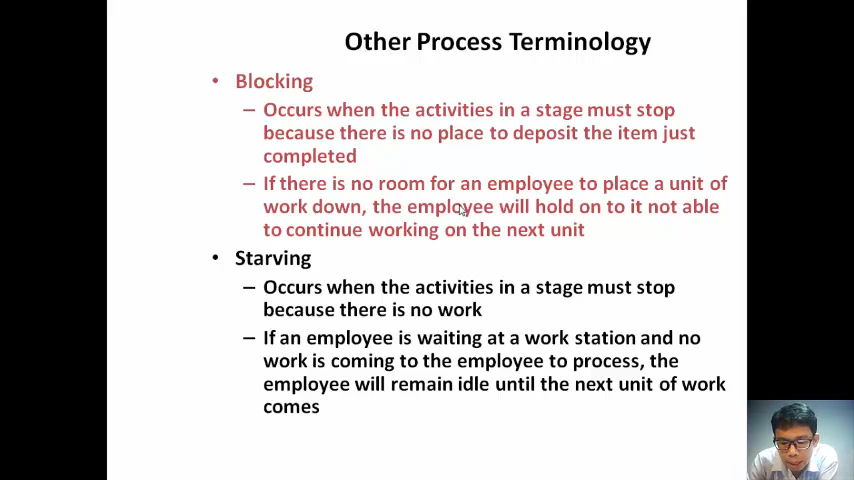 Other Process Terminology
• Blocking
– Occurs when the activities in a stage must stop
because there is no place to deposit the item just
completed
– If there is no room for an employee to place a unit of
work down, the employee will hold on to it not able
to continue working on the next unit
• Starving
– Occurs when the activities in a stage must stop
because there is no work
– If an employee is waiting at a work station and no
work is coming to the employee to process, the
employee will remain idle until the next unit of work
comes